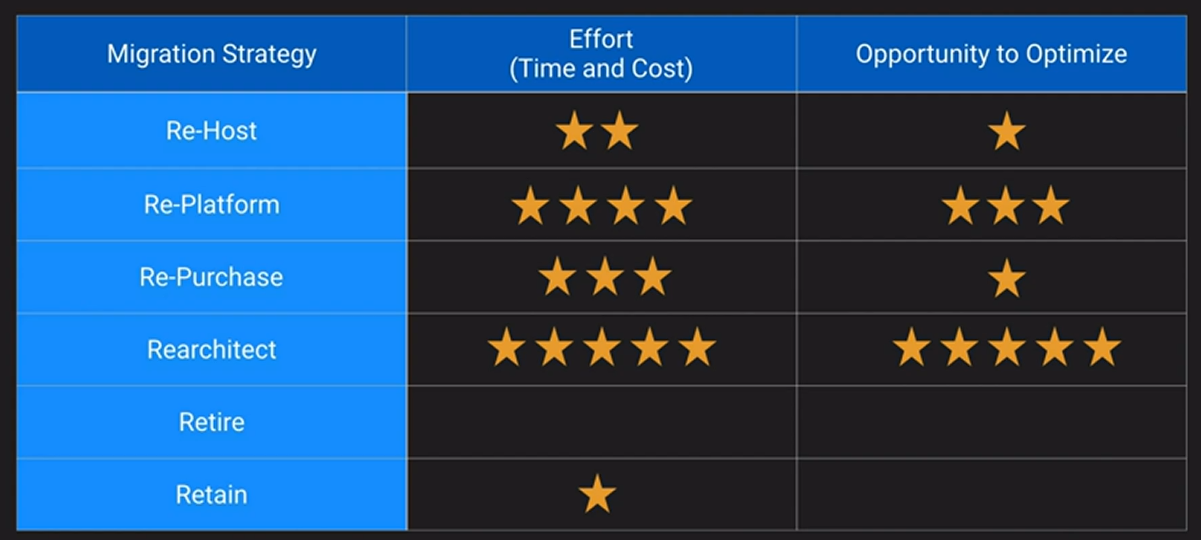 Migration Strategy
Effort
(Time and Cost)
Opportunity to Optimize
Re-Host
Re-Platform
Re-Purchase
Rearchitect
Retire
Retain